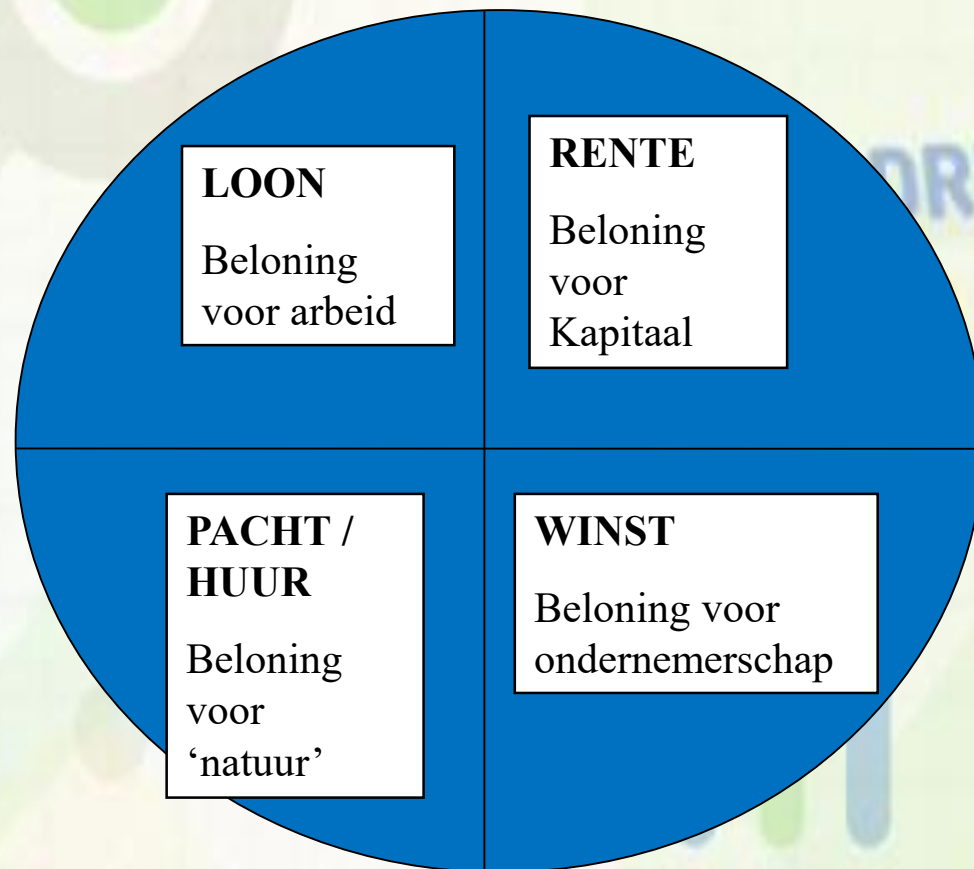 LOON
Beloning
voor arbeid
RENTE
Beloning
voor
Kapitaal
PACHT /
HUUR
Beloning
voor
‘natuur’
WINST
Beloning voor
ondernemerschap